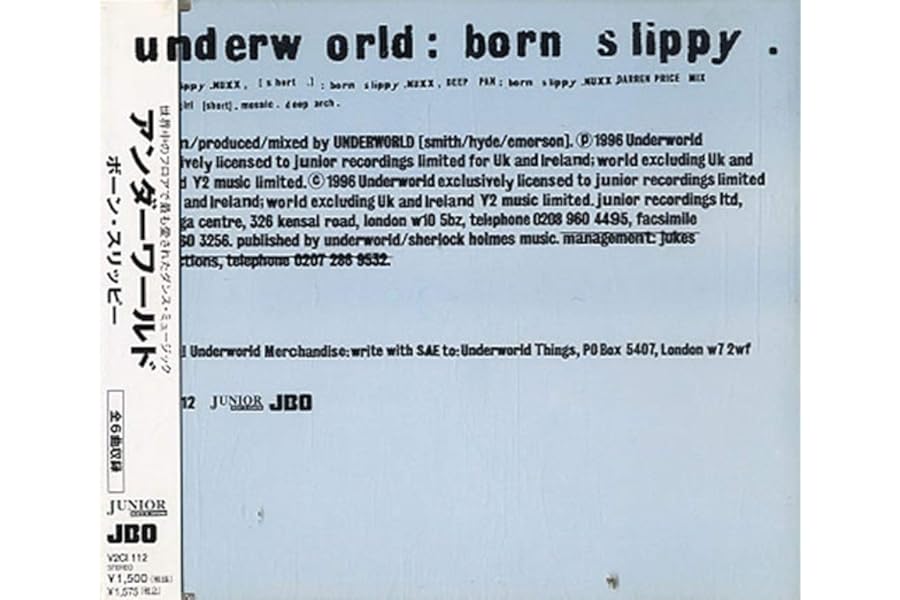 underw orld: born slippy .
ippy .NUXX, [short .] : born slippy .NUXX, DEEP PAN : born slippy .NUXX DARREN PRICE MIX
irl [short] . mosaic . deep arch .
n/produced/mixed by UNDERWORLD [smith/hyde/emerson]. Ⓟ1996 Underworld
ively licensed to junior recordings limited for Uk and Ireland; world excluding Uk and
d Y2 music limited. ©1996 Underworld exclusively licensed to junior recordings limited
and Ireland; world excluding Uk and Ireland Y2 music limited. junior recordings ltd,
ga centre, 326 kensal road, london w10 5bz, telephone 0208 960 4495, facsimile
60 3256. published by underworld/sherlock holmes music. management: jukes
ctions, telephone 0207 286 9532.
Underworld Merchandise: write with SAE to: Underworld Things, PO Box 5407, London w7 2wf
12 JUNIOR JBO
世界中のフロアで最も愛されたダンス・ミュージック
アンダーワールド
ボーン・スリッピー
全6曲収録
JUNIOR
JBO
V2CI 112
STEREO
¥1,500(税抜)
¥1,575(税込)